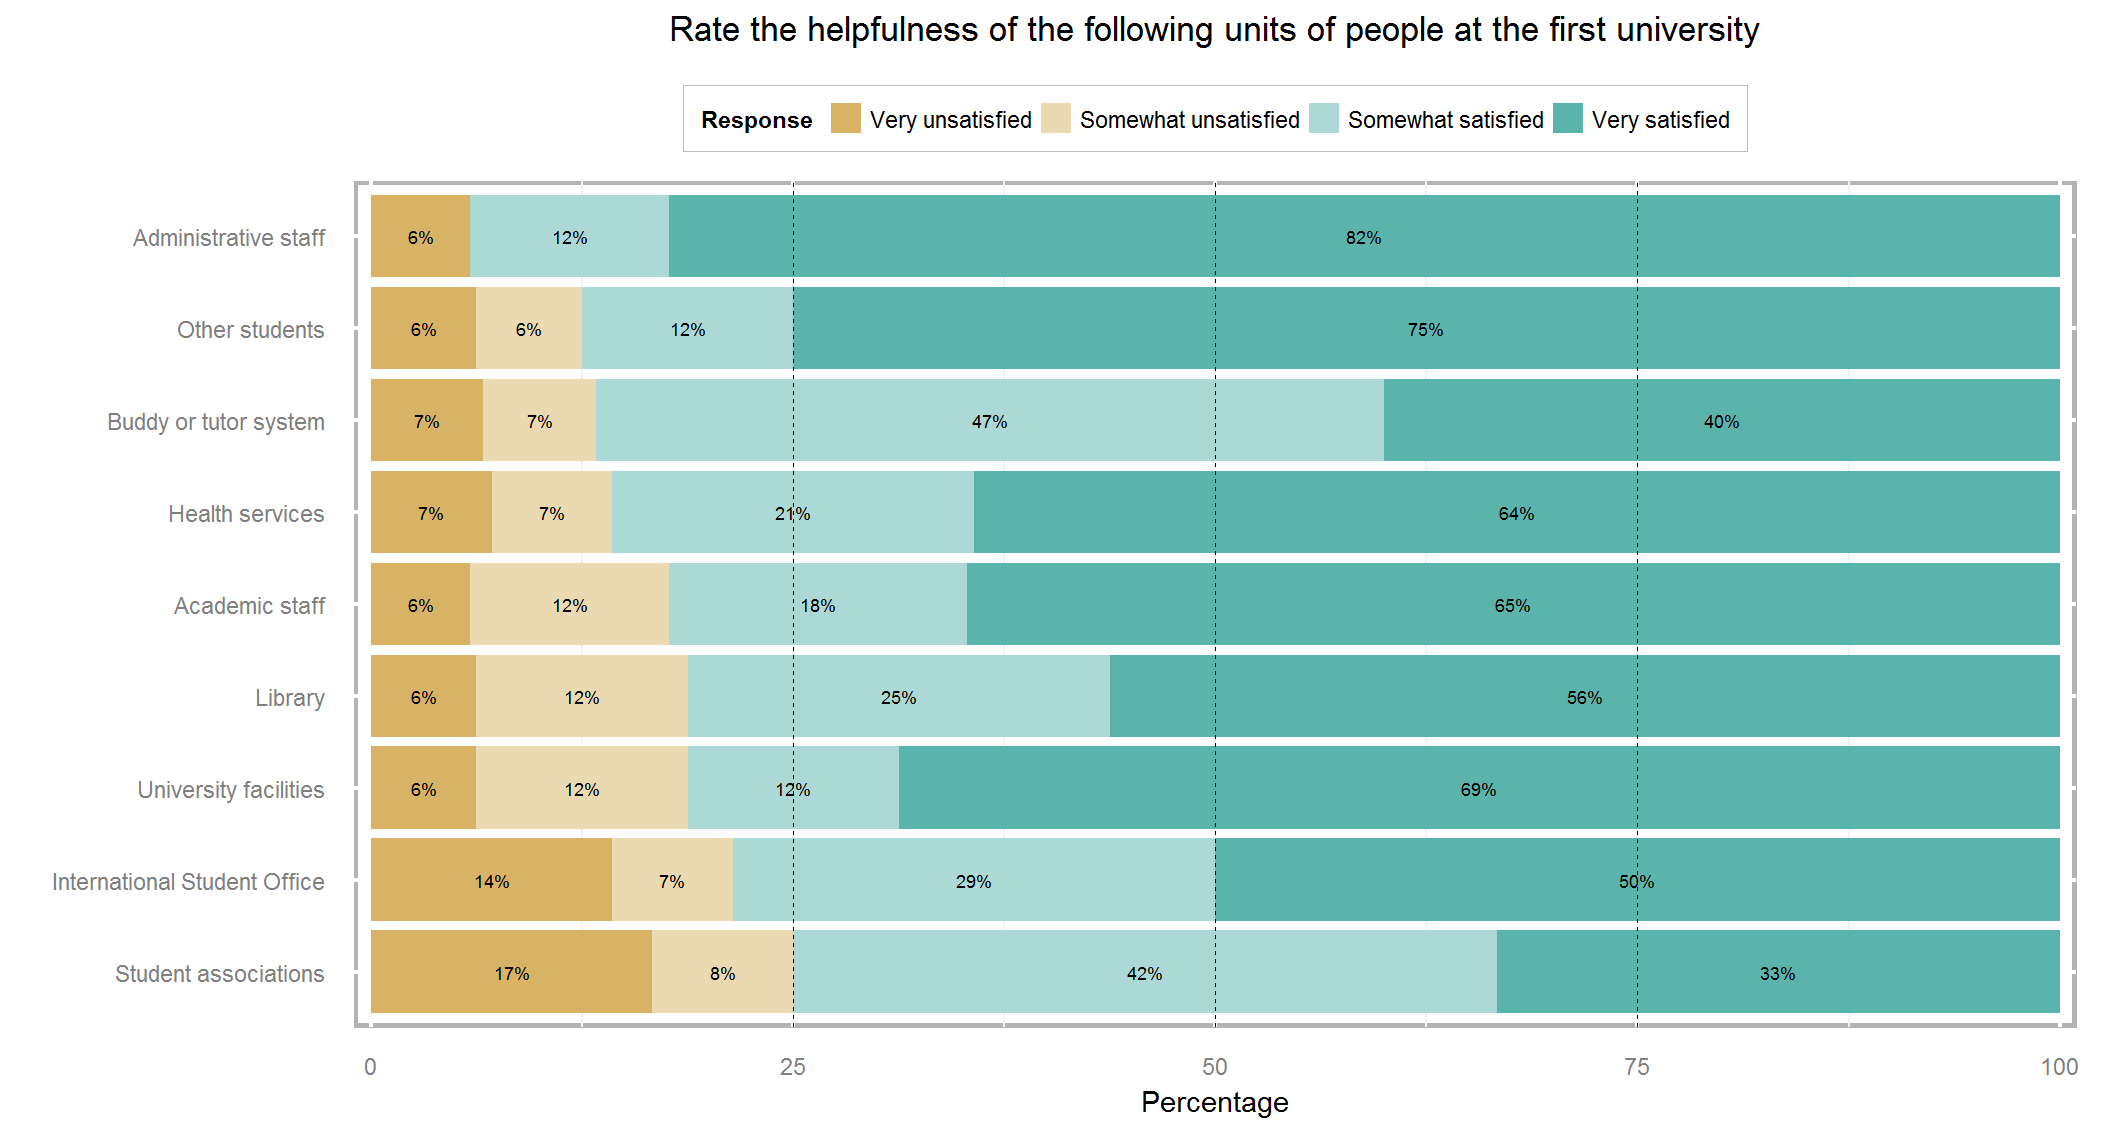 Rate the helpfulness of the following units of people at the first university
Response Very unsatisfied Somewhat unsatisfied Somewhat satisfied Very satisfied
Administrative staff 6% 12% 82%
Other students 6% 6% 12% 75%
Buddy or tutor system 7% 7% 47% 40%
Health services 7% 7% 21% 64%
Academic staff 6% 12% 18% 65%
Library 6% 12% 25% 56%
University facilities 6% 12% 12% 69%
International Student Office 14% 7% 29% 50%
Student associations 17% 8% 42% 33%
0 25 50 75 100
Percentage